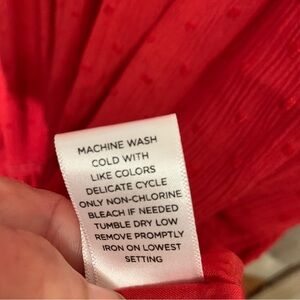 MACHINE WASH
COLD WITH
LIKE COLORS
DELICATE CYCLE
ONLY NON-CHLORINE
BLEACH IF NEEDED
TUMBLE DRY LOW
REMOVE PROMPTLY
IRON ON LOWEST
SETTING